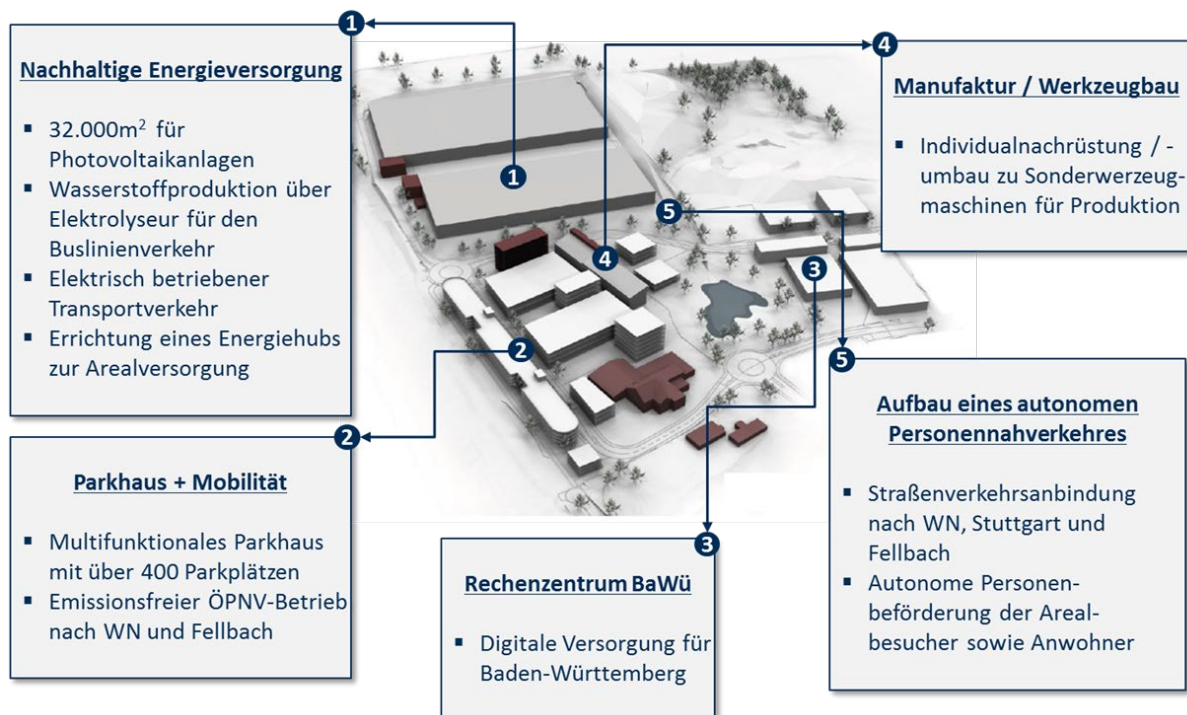 1
Nachhaltige Energieversorgung
▪ 32.000m² für
Photovoltaikanlagen
▪ Wasserstoffproduktion über
Elektrolyseur für den
Buslinienverkehr
▪ Elektrisch betriebener
Transportverkehr
▪ Errichtung eines Energiehubs
zur Arealversorgung
2
Parkhaus + Mobilität
▪ Multifunktionales Parkhaus
mit über 400 Parkplätzen
▪ Emissionsfreier ÖPNV-Betrieb
nach WN und Fellbach
1
5
4
3
2
3
Rechenzentrum BaWü
▪ Digitale Versorgung für
Baden-Württemberg
4
Manufaktur / Werkzeugbau
▪ Individualnachrüstung / -
umbau zu Sonderwerzeug-
maschinen für Produktion
5
Aufbau eines autonomen
Personennahverkehres
▪ Straßenverkehrsanbindung
nach WN, Stuttgart und
Fellbach
▪ Autonome Personen-
beförderung der Areal-
besucher sowie Anwohner